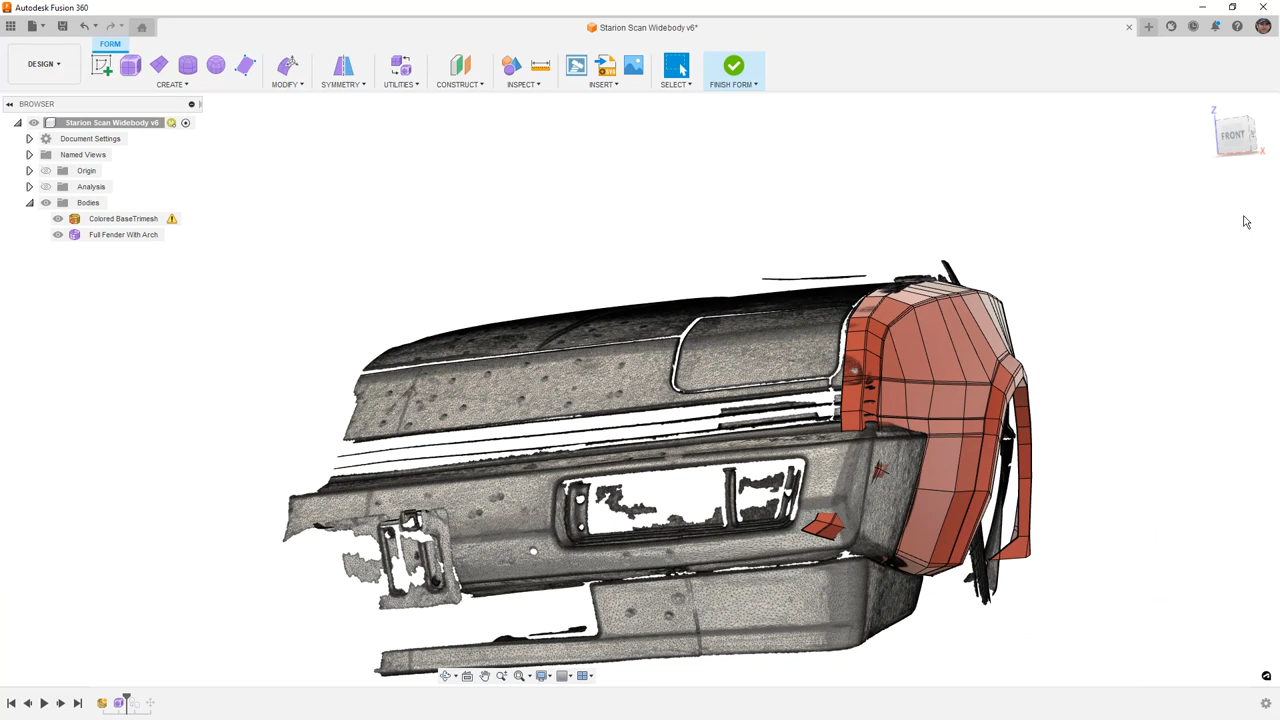 Autodesk Fusion 360
Starion Scan Widebody v6*
FORM
DESIGN
CREATE
MODIFY
SYMMETRY
UTILITIES
CONSTRUCT
INSPECT
INSERT
SELECT
FINISH FORM
BROWSER
Starion Scan Widebody v6
Document Settings
Named Views
Origin
Analysis
Bodies
Colored BaseTrimesh
Full Fender With Arch
Z
FRONT
X